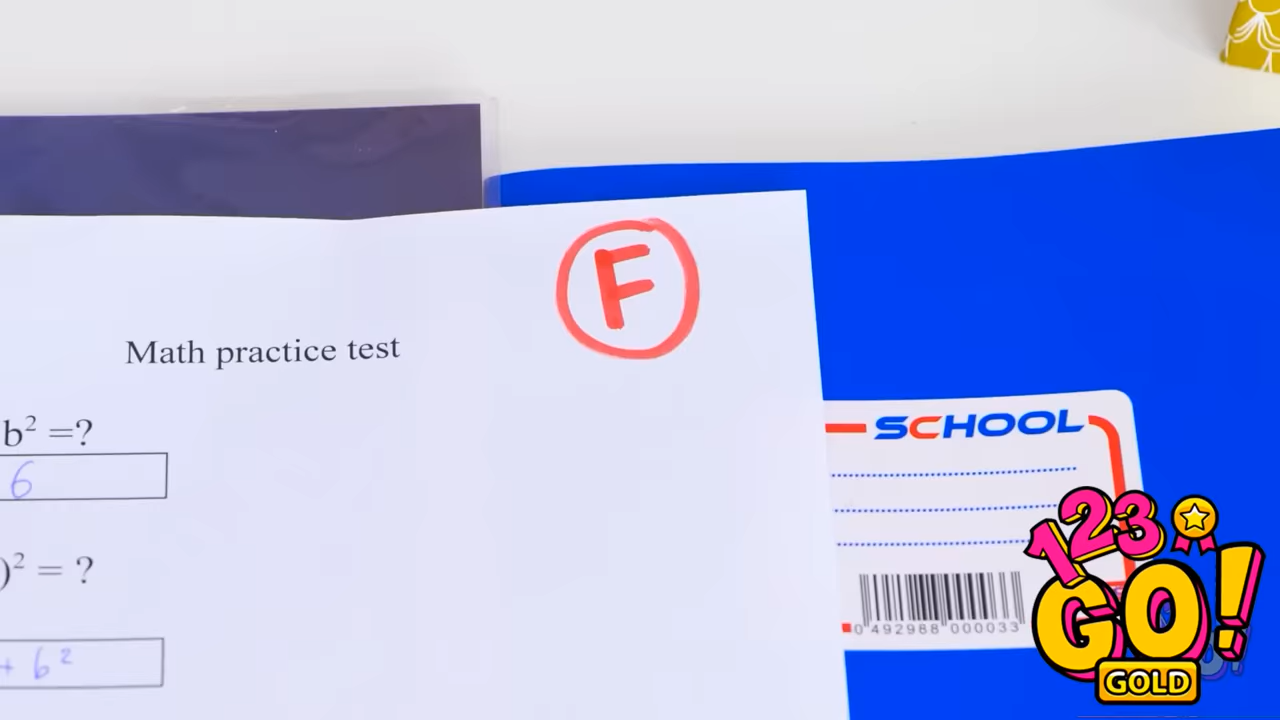 F
Math practice test
b² =?
6
)² = ?
+ 6²
SCHOOL
0 492988 000033
123
GO!
GOLD